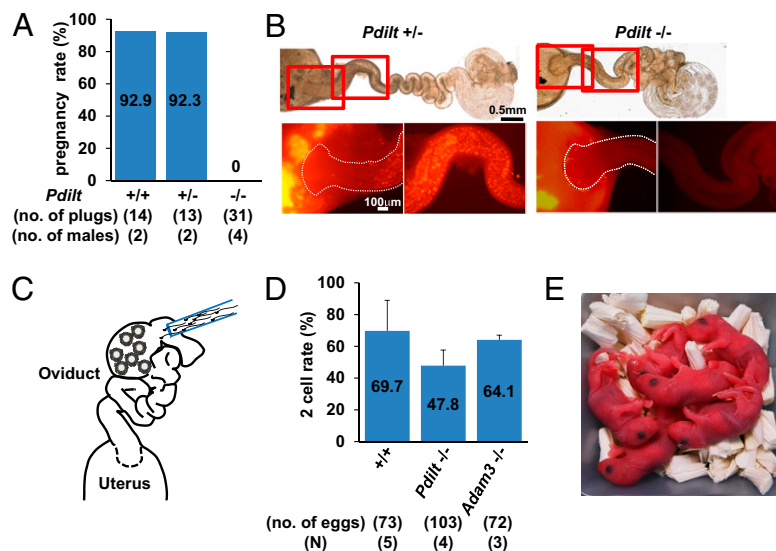 A
pregnancy rate (%)
100
80
60
40
20
0
92.9
92.3
0
Pdilt +/+ +/- -/-
(no. of plugs) (14) (13) (31)
(no. of males) (2) (2) (4)
B
Pdilt +/-
Pdilt -/-
0.5mm
100μm
C
Oviduct
Uterus
D
2 cell rate (%)
100
80
60
40
20
0
69.7
47.8
64.1
+/+
Pdilt -/-
Adam3 -/-
(no. of eggs) (73) (103) (72)
(N) (5) (4) (3)
E